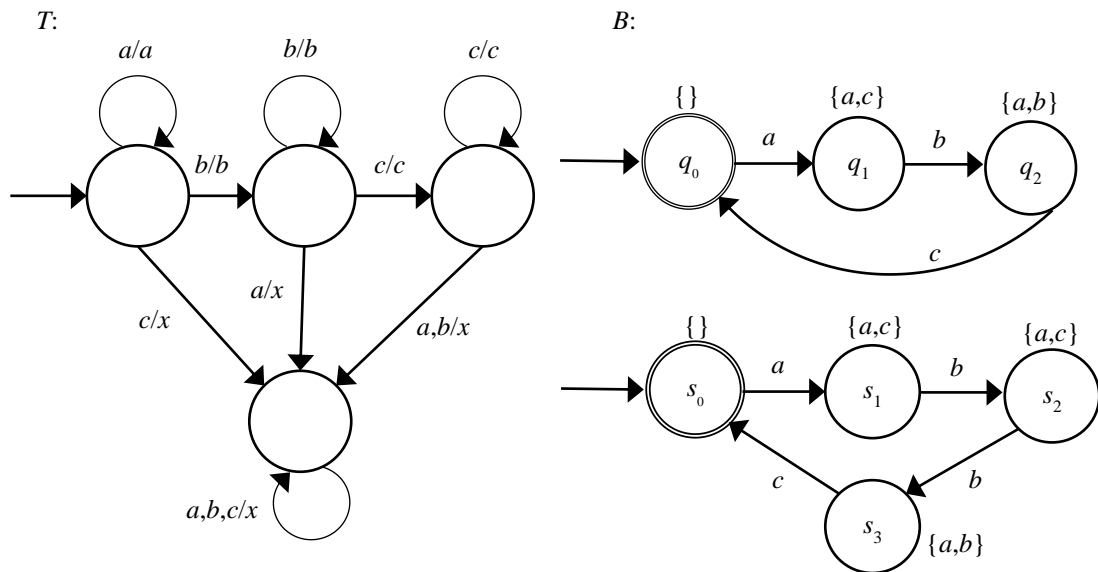 T:
a/a
b/b
c/c
b/b
c/c
c/x
a/x
a,b/x
a,b,c/x
B:
{}
{a,c}
{a,b}
q0
a
q1
b
q2
c
{}
{a,c}
{a,c}
s0
a
s1
b
s2
c
b
s3
{a,b}